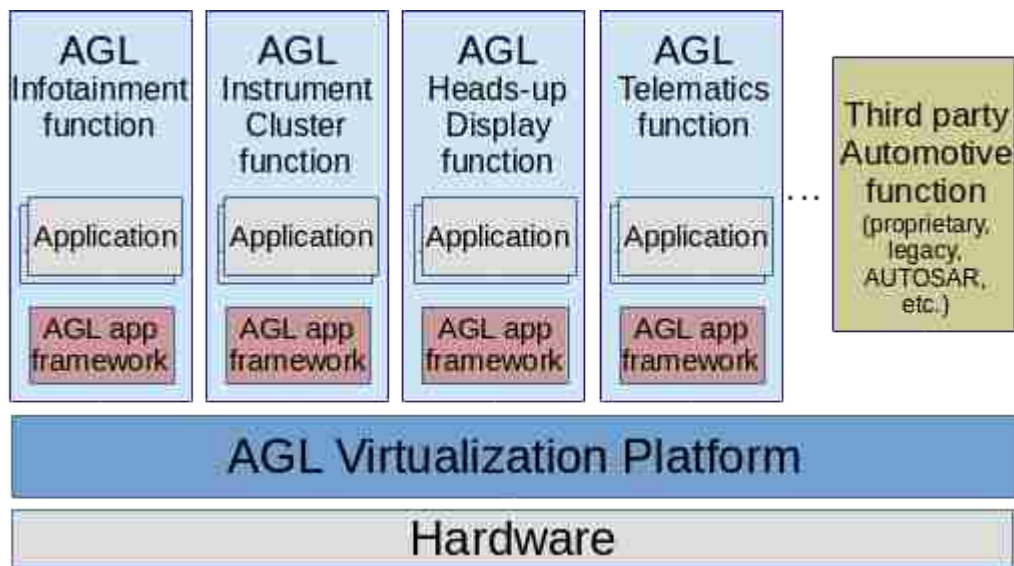 AGL
Infotainment
function
Application
AGL app
framework
AGL
Instrument
Cluster
function
Application
AGL app
framework
AGL
Heads-up
Display
function
Application
AGL app
framework
AGL
Telematics
function
Application
AGL app
framework
...
Third party
Automotive
function
(proprietary,
legacy,
AUTOSAR,
etc.)
AGL Virtualization Platform
Hardware